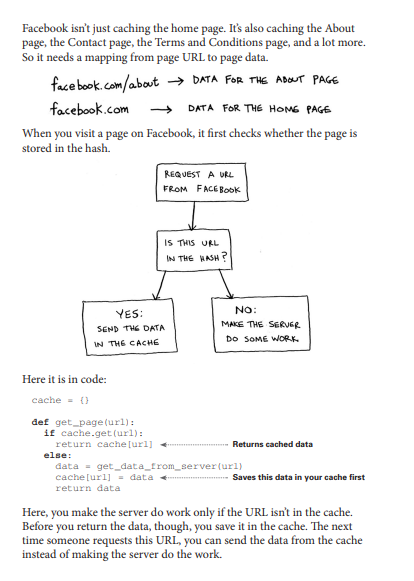 Facebook isn't just caching the home page. It's also caching the About
page, the Contact page, the Terms and Conditions page, and a lot more.
So it needs a mapping from page URL to page data.
facebook.com/about → DATA FOR THE ABOUT PAGE
facebook.com → DATA FOR THE HOME PAGE
When you visit a page on Facebook, it first checks whether the page is
stored in the hash.
REQUEST A URL
FROM FACEBOOK
IS THIS URL
IN THE HASH?
YES:
SEND THE DATA
IN THE CACHE
NO:
MAKE THE SERVER
DO SOME WORK
Here it is in code:
cache = {}
def get_page(url):
if cache.get(url):
return cache[url] Returns cached data
else:
data = get_data_from_server(url)
cache[url] = data Saves this data in your cache first
return data
Here, you make the server do work only if the URL isn't in the cache.
Before you return the data, though, you save it in the cache. The next
time someone requests this URL, you can send the data from the cache
instead of making the server do the work.